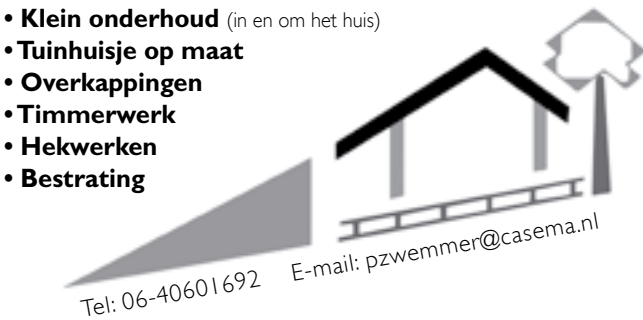 • Klein onderhoud (in en om het huis)
• Tuinhuisje op maat
• Overkappingen
• Timmerwerk
• Hekwerken
• Bestrating
Tel: 06-40601692 E-mail: pzwemmer@casema.nl